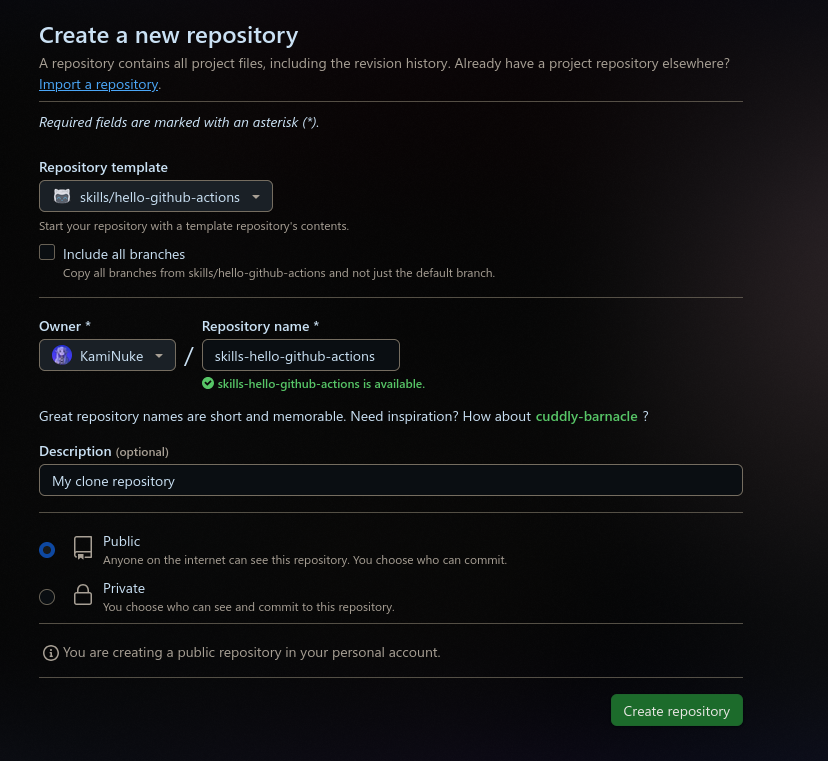 Create a new repository
A repository contains all project files, including the revision history. Already have a project repository elsewhere?
Import a repository.
Required fields are marked with an asterisk (*).
Repository template
skills/hello-github-actions
Start your repository with a template repository's contents.
Include all branches
Copy all branches from skills/hello-github-actions and not just the default branch.
Owner * Repository name *
KamiNuke / skills-hello-github-actions
skills-hello-github-actions is available.
Great repository names are short and memorable. Need inspiration? How about cuddly-barnacle ?
Description (optional)
My clone repository
Public
Anyone on the internet can see this repository. You choose who can commit.
Private
You choose who can see and commit to this repository.
You are creating a public repository in your personal account.
Create repository